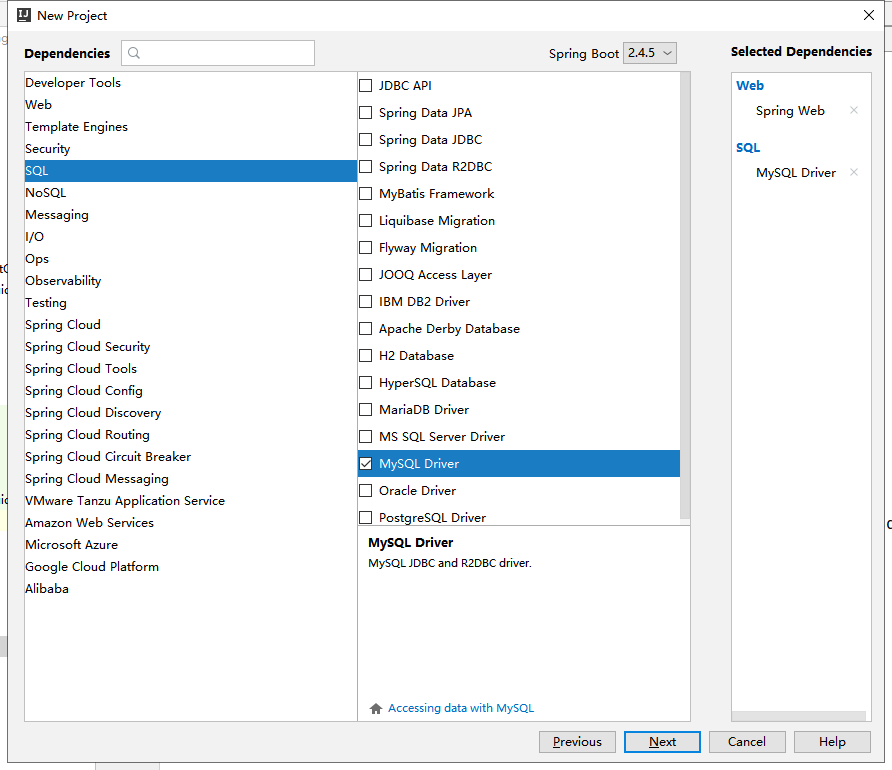 New Project
Dependencies
Spring Boot 2.4.5
Selected Dependencies
Developer Tools
Web
Template Engines
Security
SQL
NoSQL
Messaging
I/O
Ops
Observability
Testing
Spring Cloud
Spring Cloud Security
Spring Cloud Tools
Spring Cloud Config
Spring Cloud Discovery
Spring Cloud Routing
Spring Cloud Circuit Breaker
Spring Cloud Messaging
VMware Tanzu Application Service
Amazon Web Services
Microsoft Azure
Google Cloud Platform
Alibaba
JDBC API
Spring Data JPA
Spring Data JDBC
Spring Data R2DBC
MyBatis Framework
Liquibase Migration
Flyway Migration
JOOQ Access Layer
IBM DB2 Driver
Apache Derby Database
H2 Database
HyperSQL Database
MariaDB Driver
MS SQL Server Driver
MySQL Driver
Oracle Driver
PostgreSQL Driver
MySQL Driver
MySQL JDBC and R2DBC driver.
Accessing data with MySQL
Web
Spring Web
SQL
MySQL Driver
Previous
Next
Cancel
Help